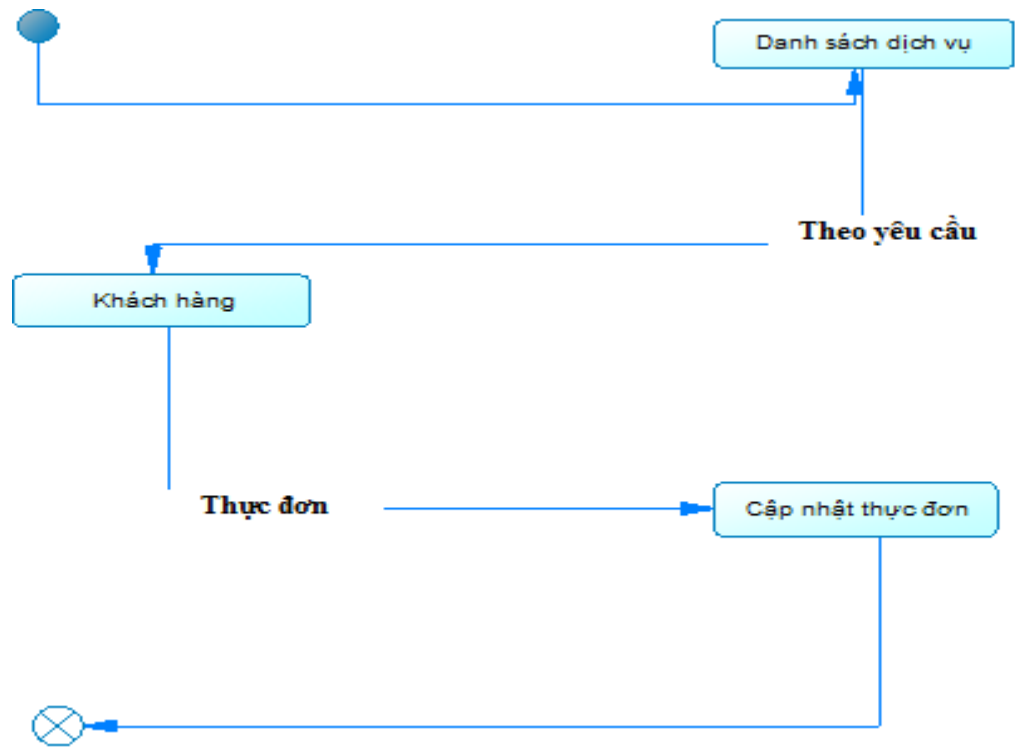 Danh sách dịch vụ
Theo yêu cầu
Khách hàng
Thực đơn
Cập nhật thực đơn